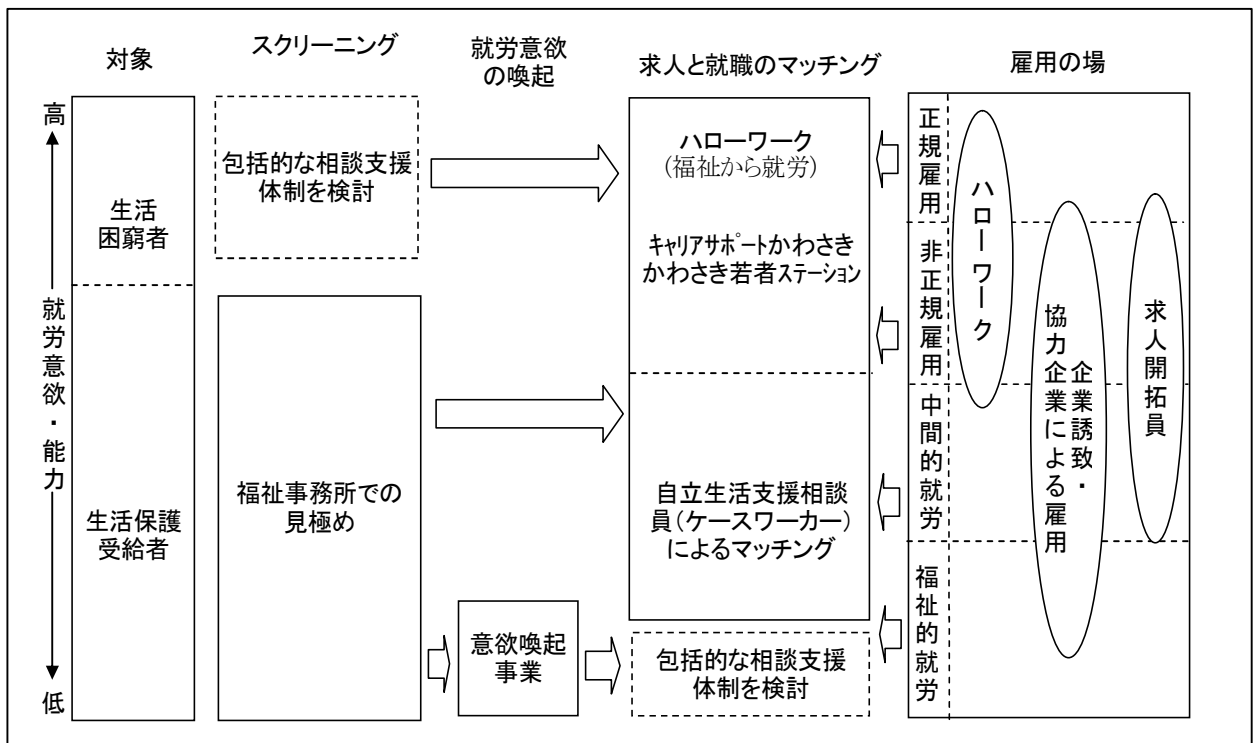 対象
スクリーニング
就労意欲
の喚起
求人と就職のマッチング
雇用の場
高
就労意欲・能力
低
生活
困窮者
生活保護
受給者
包括的な相談支援
体制を検討
福祉事務所での
見極め
意欲喚起
事業
ハローワーク
(福祉から就労)
キャリアサポートかわさき
かわさき若者ステーション
自立生活支援相談
員(ケースワーカー)
によるマッチング
包括的な相談支援
体制を検討
正規雇用
非正規雇用
中間的就労
福祉的就労
ハローワーク
企業誘致・
協力企業による雇用
求人開拓員